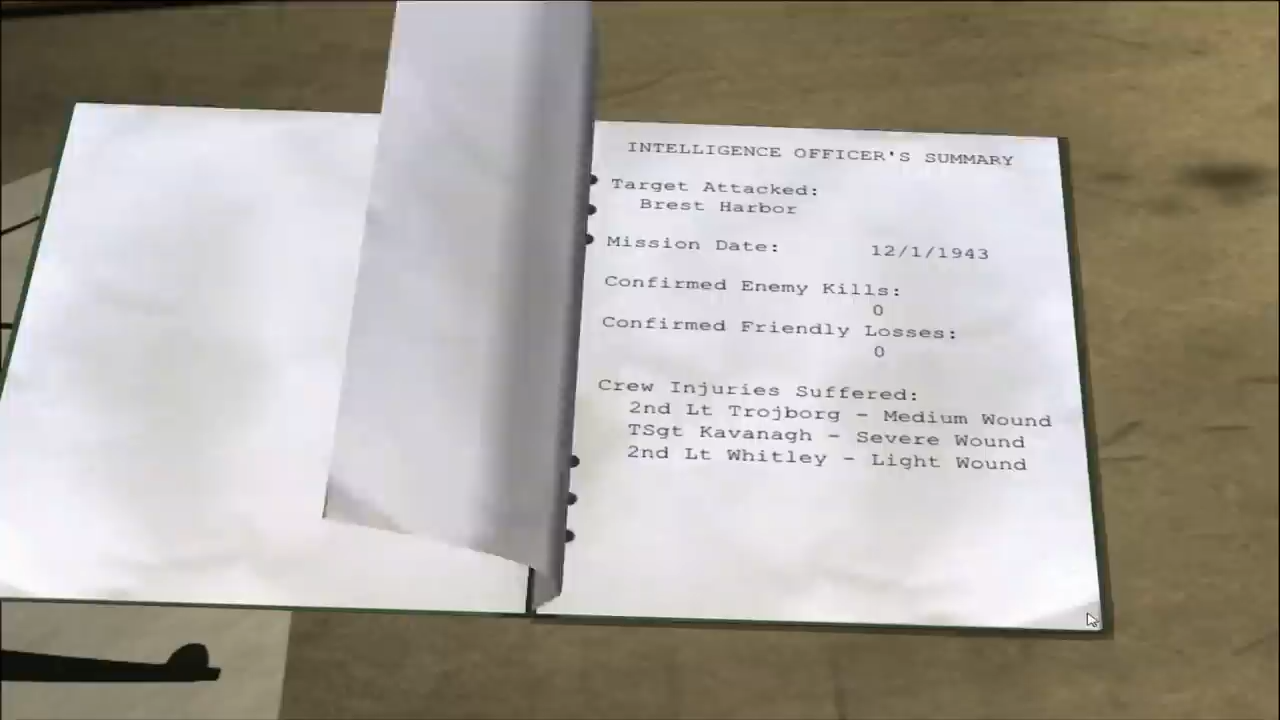 INTELLIGENCE OFFICER'S SUMMARY
Target Attacked:
Brest Harbor
Mission Date: 12/1/1943
Confirmed Enemy Kills:
0
Confirmed Friendly Losses:
0
Crew Injuries Suffered:
2nd Lt Trojborg - Medium Wound
TSgt Kavanagh - Severe Wound
2nd Lt Whitley - Light Wound